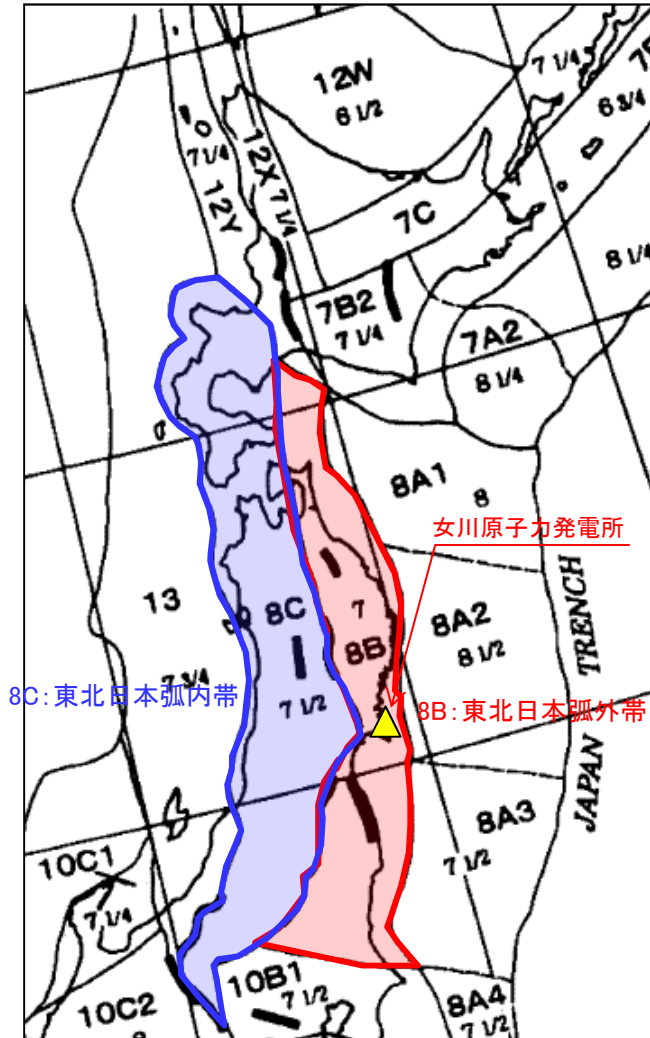 12W
6 1/2
7 1/4
6 3/4
7 1/4
12X
7 1/4
12Y
7C
8 1/4
7B2
7 1/4
7A2
8 1/4
8A1
8
女川原子力発電所
13
7 3/4
8C
7 1/2
7
8B
8A2
8 1/2
JAPAN TRENCH
8C:東北日本弧内帯
8B:東北日本弧外帯
8A3
7 1/2
10C1
7 1/4
10B1
7 1/2
10C2
8A4
7 1/2